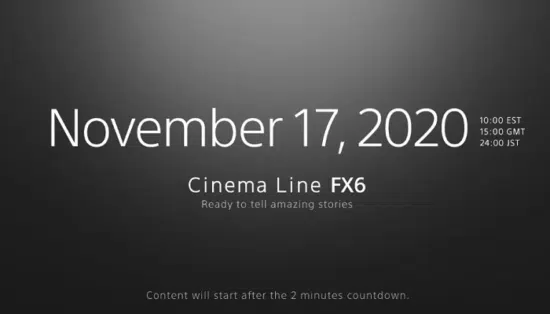 November 17, 2020
10:00 EST
15:00 GMT
24:00 JST
Cinema Line FX6
Ready to tell amazing stories
Content will start after the 2 minutes countdown.